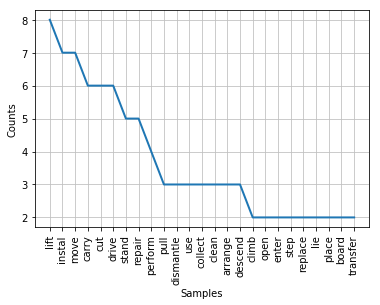 8
7
6
5
4
3
2
Counts
lift
instal
move
carry
cut
drive
stand
repair
perform
pull
dismantle
use
collect
clean
arrange
descend
climb
open
enter
step
replace
lie
place
board
transfer
Samples